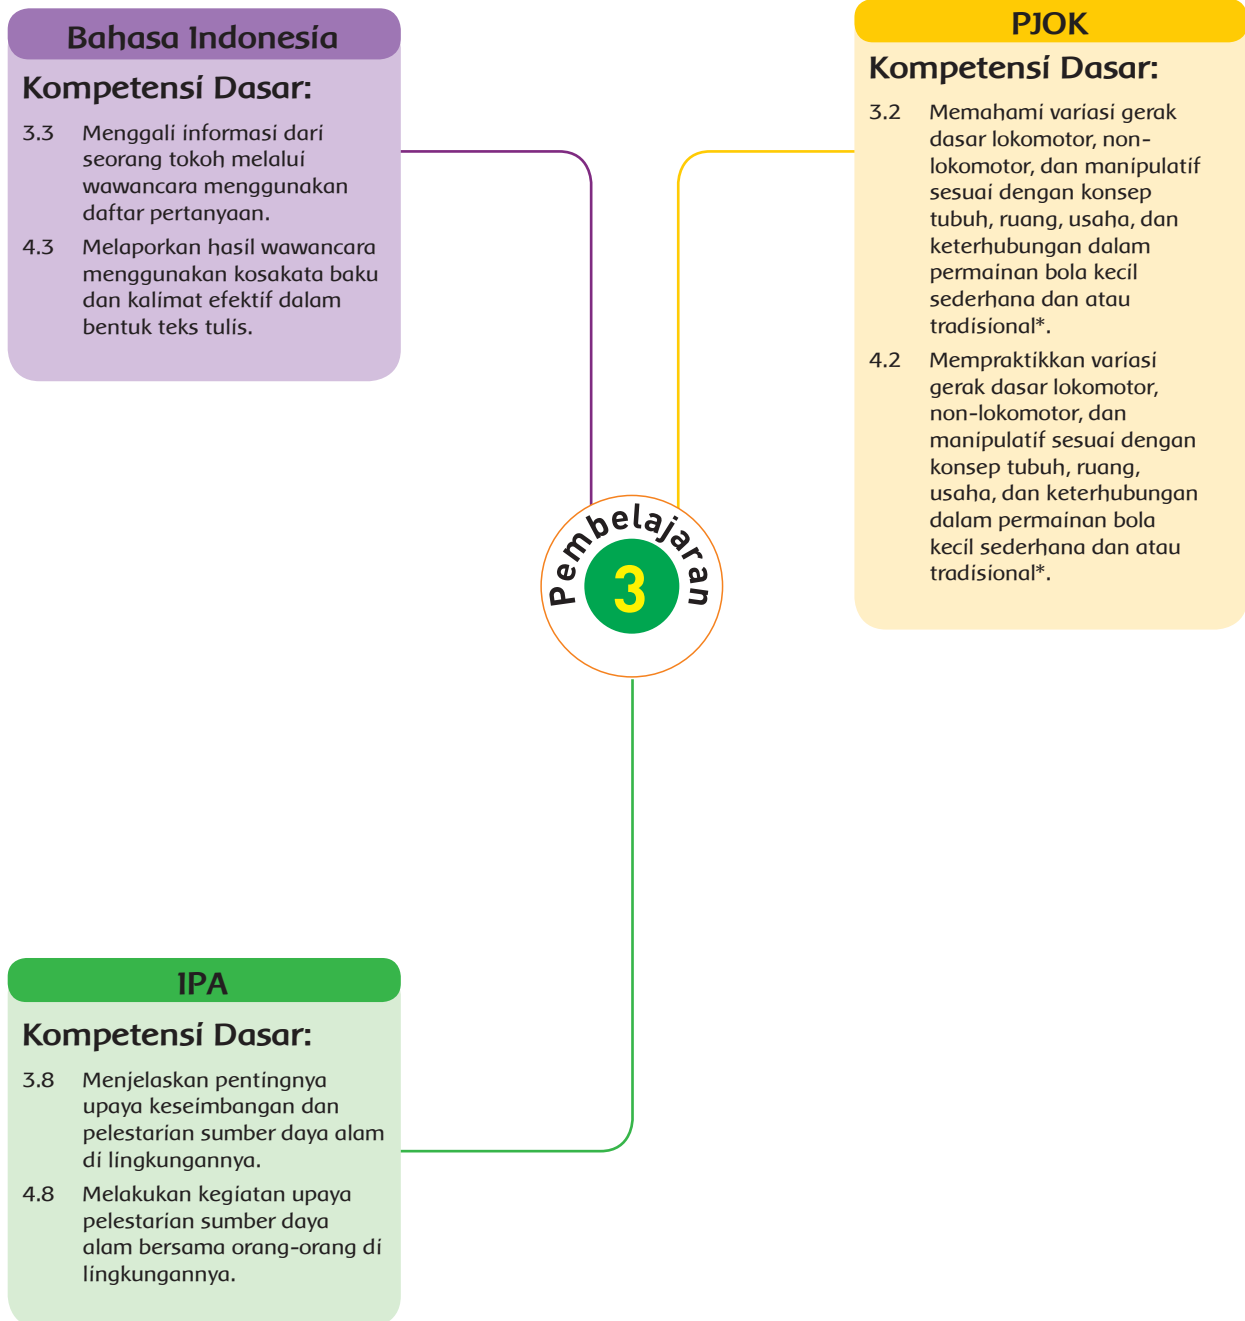 Bahasa Indonesia
Kompetensi Dasar:
3.3 Menggali informasi dari
seorang tokoh melalui
wawancara menggunakan
daftar pertanyaan.
4.3 Melaporkan hasil wawancara
menggunakan kosakata baku
dan kalimat efektif dalam
bentuk teks tulis.
PJOK
Kompetensi Dasar:
3.2 Memahami variasi gerak
dasar lokomotor, non-
lokomotor, dan manipulatif
sesuai dengan konsep
tubuh, ruang, usaha, dan
keterhubungan dalam
permainan bola kecil
sederhana dan atau
tradisional*.
4.2 Mempraktikkan variasi
gerak dasar lokomotor,
non-lokomotor, dan
manipulatif sesuai dengan
konsep tubuh, ruang,
usaha, dan keterhubungan
dalam permainan bola
kecil sederhana dan atau
tradisional*.
Pembelajaran
3
IPA
Kompetensi Dasar:
3.8 Menjelaskan pentingnya
upaya keseimbangan dan
pelestarian sumber daya alam
di lingkungannya.
4.8 Melakukan kegiatan upaya
pelestarian sumber daya
alam bersama orang-orang di
lingkungannya.